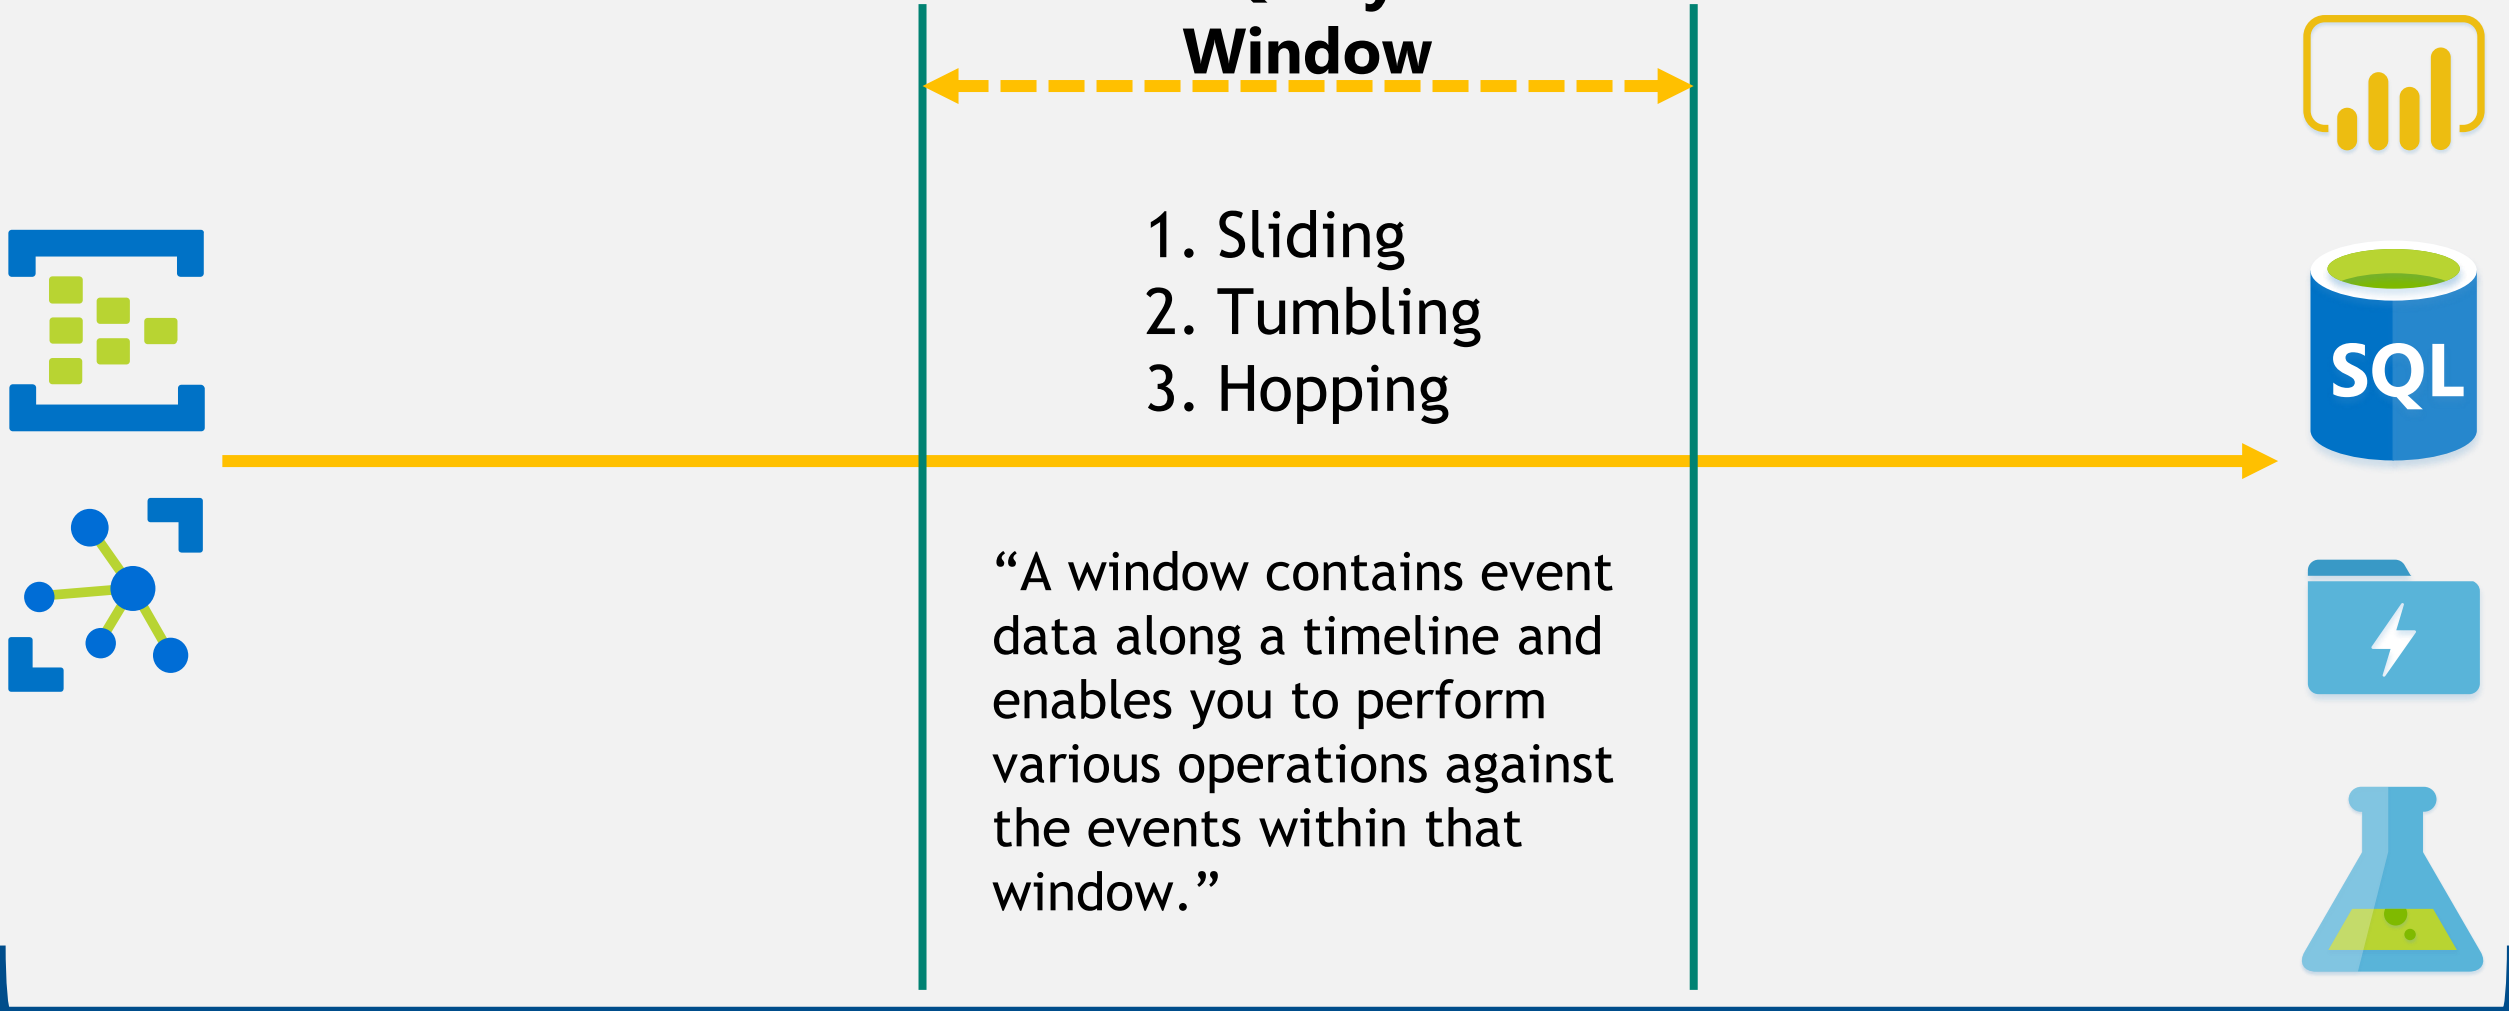 Window
1. Sliding
2. Tumbling
3. Hopping
SQL
“A window contains event
data along a timeline and
enables you to perform
various operations against
the events within that
window.”